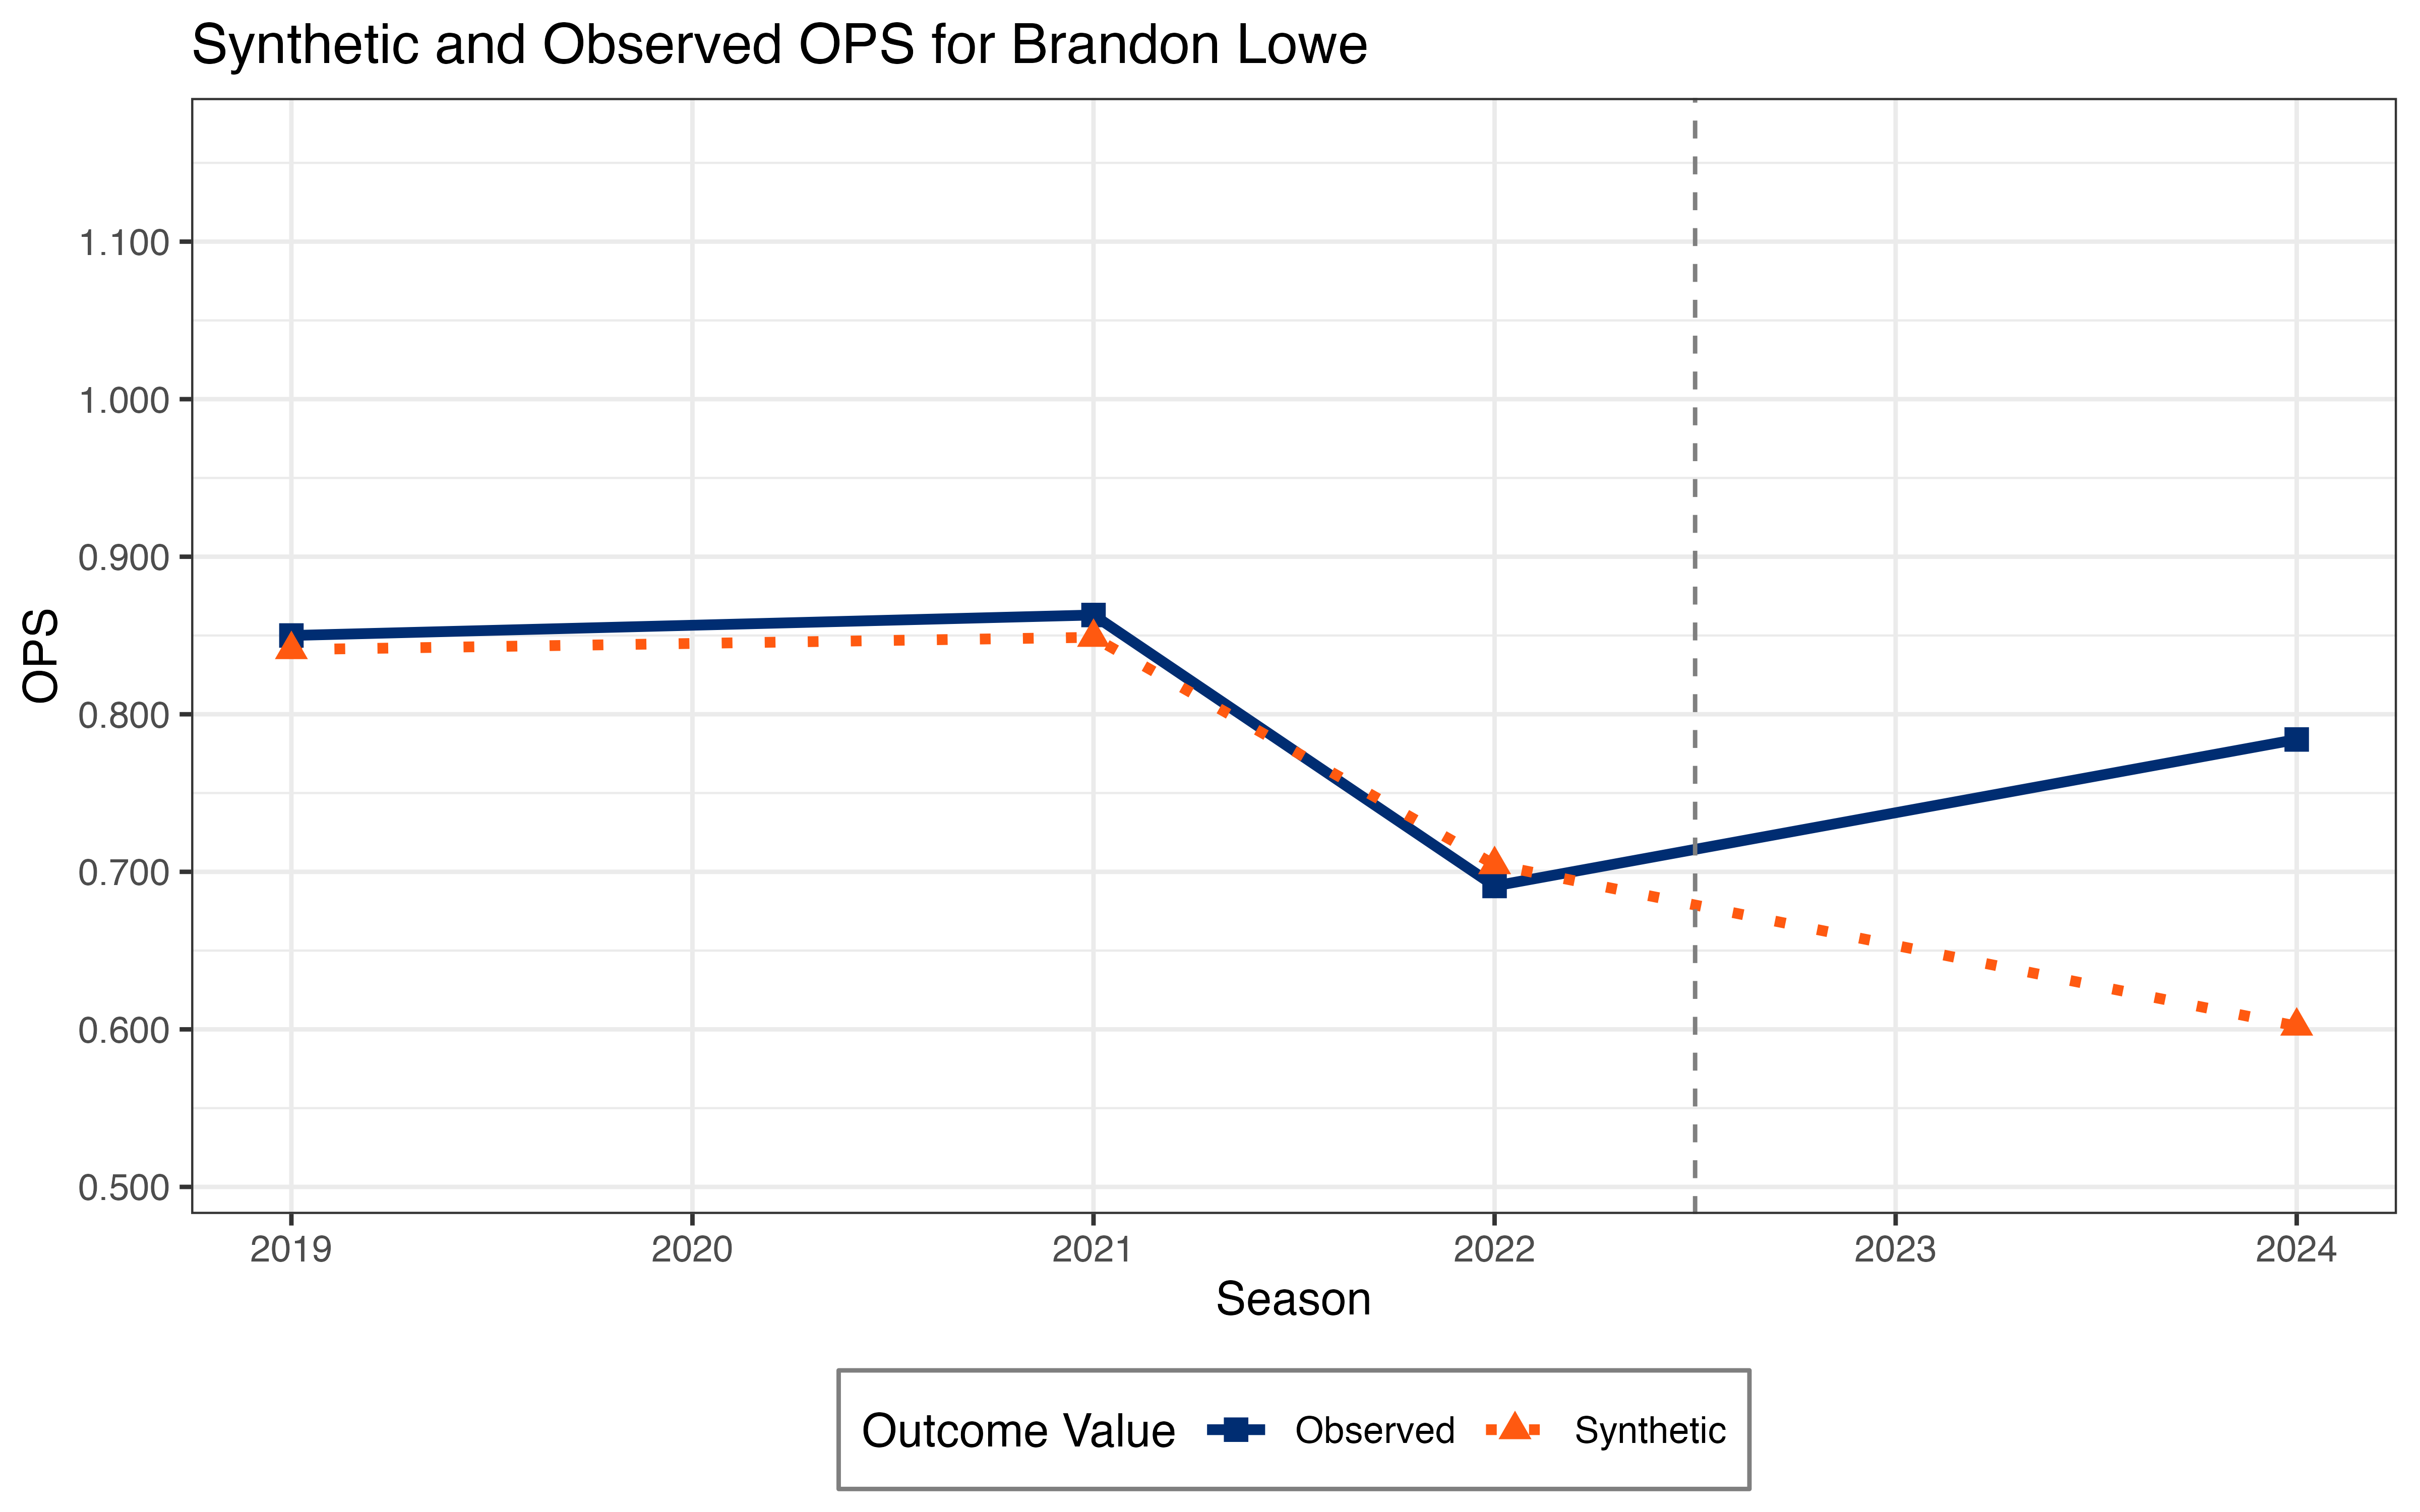 Synthetic and Observed OPS for Brandon Lowe
OPS
1.100
1.000
0.900
0.800
0.700
0.600
0.500
2019 2020 2021 2022 2023 2024
Season
Outcome Value Observed Synthetic